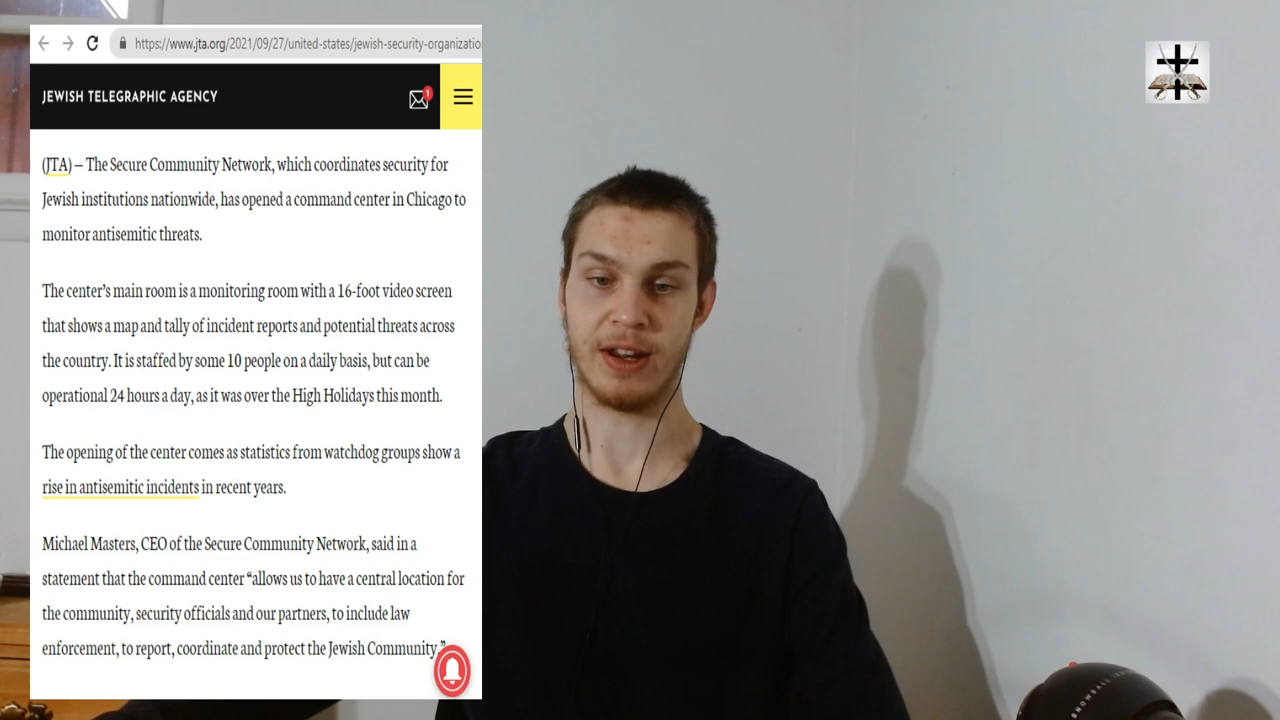 https://www.jta.org/2021/09/27/united-states/jewish-security-organizatio
JEWISH TELEGRAPHIC AGENCY
1
(JTA) – The Secure Community Network, which coordinates security for
Jewish institutions nationwide, has opened a command center in Chicago to
monitor antisemitic threats.
The center’s main room is a monitoring room with a 16-foot video screen
that shows a map and tally of incident reports and potential threats across
the country. It is staffed by some 10 people on a daily basis, but can be
operational 24 hours a day, as it was over the High Holidays this month.
The opening of the center comes as statistics from watchdog groups show a
rise in antisemitic incidents in recent years.
Michael Masters, CEO of the Secure Community Network, said in a
statement that the command center “allows us to have a central location for
the community, security officials and our partners, to include law
enforcement, to report, coordinate and protect the Jewish Community.”